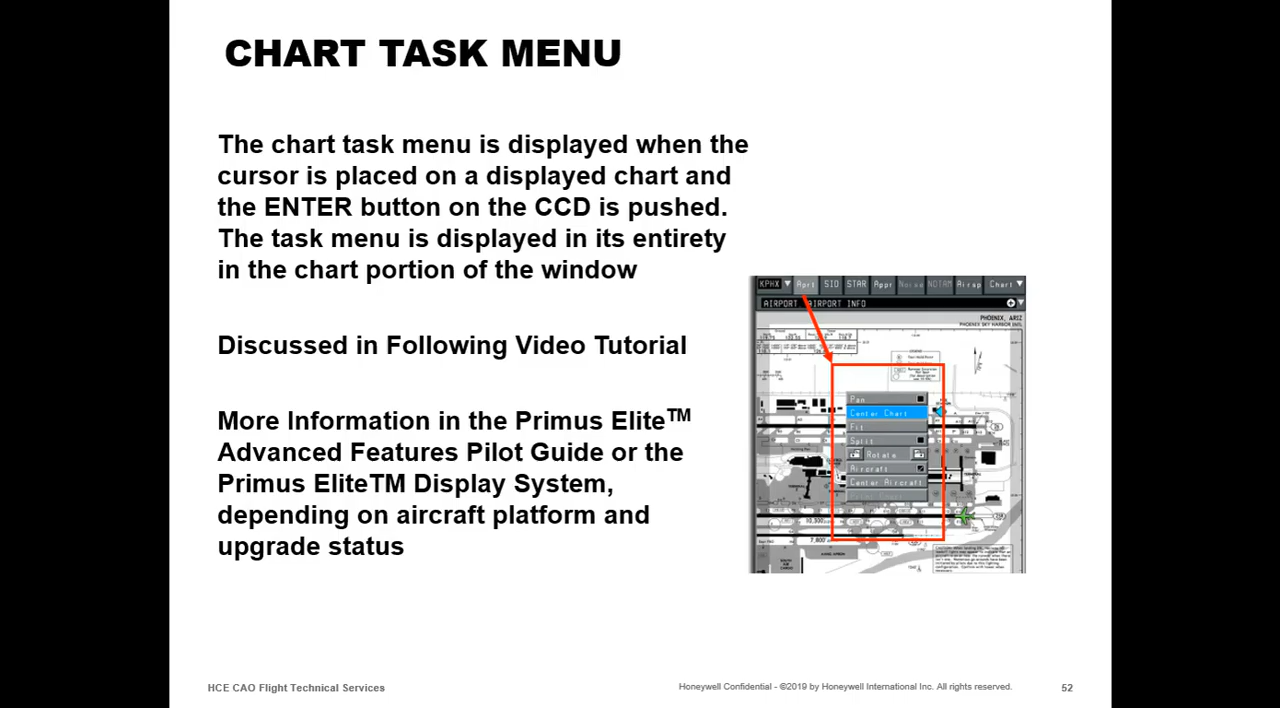 CHART TASK MENU
The chart task menu is displayed when the
cursor is placed on a displayed chart and
the ENTER button on the CCD is pushed.
The task menu is displayed in its entirety
in the chart portion of the window
Discussed in Following Video Tutorial
More Information in the Primus Elite™
Advanced Features Pilot Guide or the
Primus EliteTM Display System,
depending on aircraft platform and
upgrade status
KPHX Aprt SID STAR Appr Noise NOTAM Airsp Chart
AIRPORT AIRPORT INFO
PHOENIX, ARIZ
PHOENIX SKY HARBOR INTL
Pan
Center Chart
Fit
Split
Rotate
Aircraft
Center Aircraft
HCE CAO Flight Technical Services
Honeywell Confidential - ©2019 by Honeywell International Inc. All rights reserved.
52